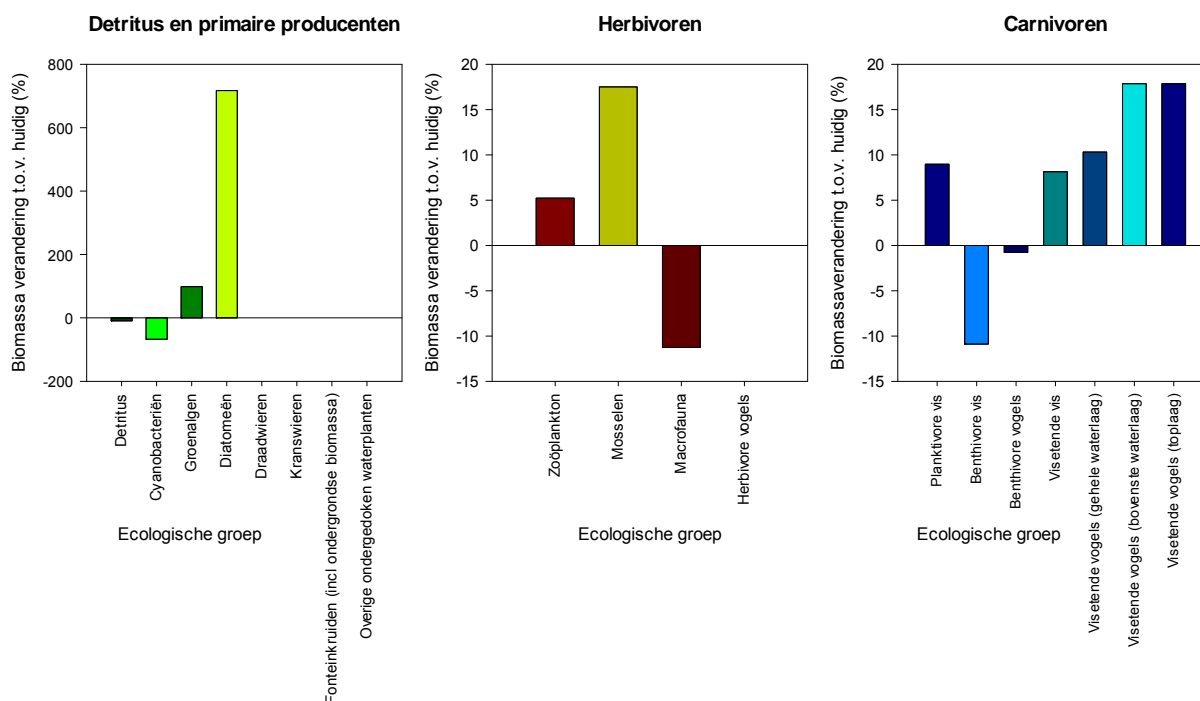 Detritus en primaire producenten
Biomassa verandering t.o.v. huidig (%)
800
600
400
200
0
-200
Detritus
Cyanobacteriën
Groenalgen
Diatomeën
Draadwieren
Kranswieren
Fonteinkruiden (incl ondergrondse biomassa)
Overige ondergedoken waterplanten
Ecologische groep
Herbivoren
Biomassa verandering t.o.v. huidig (%)
20
15
10
5
0
-5
-10
-15
Zoöplankton
Mosselen
Macrofauna
Herbivore vogels
Ecologische groep
Carnivoren
Biomassaverandering t.o.v. huidig (%)
20
15
10
5
0
-5
-10
-15
Planktivore vis
Benthivore vis
Benthivore vogels
Visetende vis
Visetende vogels (gehele waterlaag)
Visetende vogels (bovenste waterlaag)
Visetende vogels (toplaag)
Ecologische groep